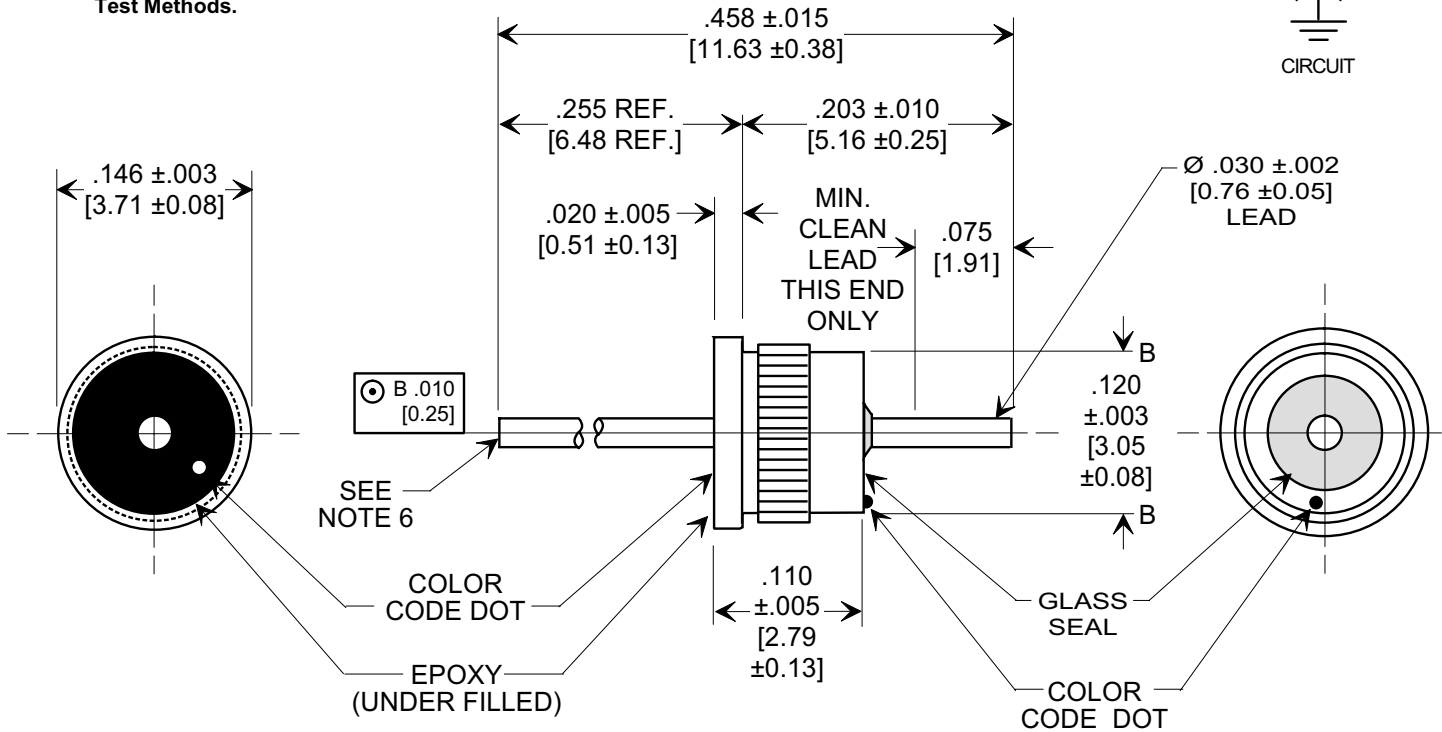 Test Methods.
CIRCUIT
.458 ±.015
[11.63 ±0.38]
.255 REF.
[6.48 REF.]
.203 ±.010
[5.16 ±0.25]
.146 ±.003
[3.71 ±0.08]
.020 ±.005
[0.51 ±0.13]
MIN.
CLEAN
LEAD
THIS END
ONLY
.075
[1.91]
Ø .030 ±.002
[0.76 ±0.05]
LEAD
B .010
[0.25]
B
.120
±.003
[3.05
±0.08]
B
SEE
NOTE 6
COLOR
CODE DOT
EPOXY
(UNDER FILLED)
.110
±.005
[2.79
±0.13]
GLASS
SEAL
COLOR
CODE DOT